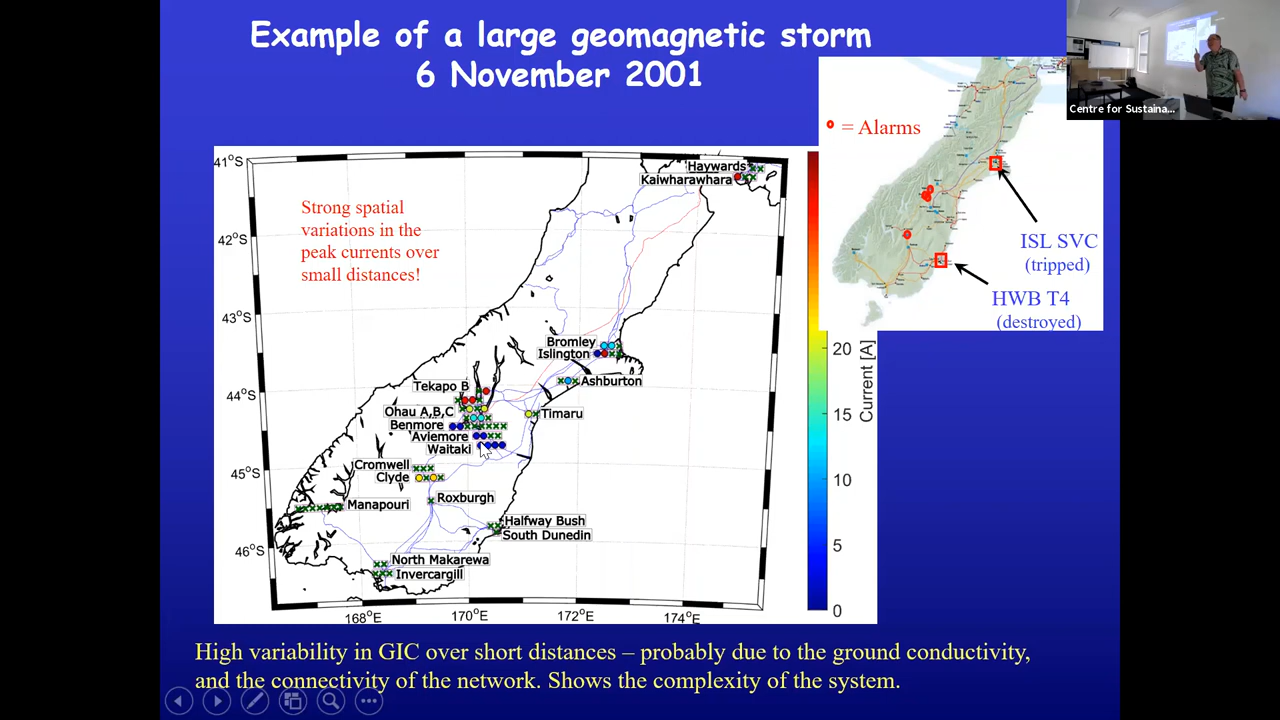 Example of a large geomagnetic storm
6 November 2001
Centre for Sustaina...
= Alarms
ISL SVC
(tripped)
HWB T4
(destroyed)
Strong spatial
variations in the
peak currents over
small distances!
41°S
42°S
43°S
44°S
45°S
46°S
168°E
170°E
172°E
174°E
Haywards
Kaiwharawhara
Bromley
Islington
Tekapo B
Ashburton
Ohau A,B,C
Timaru
Benmore
Aviemore
Waitaki
Cromwell
Clyde
Roxburgh
Manapouri
Halfway Bush
South Dunedin
North Makarewa
Invercargill
20
15
10
5
0
Current [A]
High variability in GIC over short distances – probably due to the ground conductivity,
and the connectivity of the network. Shows the complexity of the system.